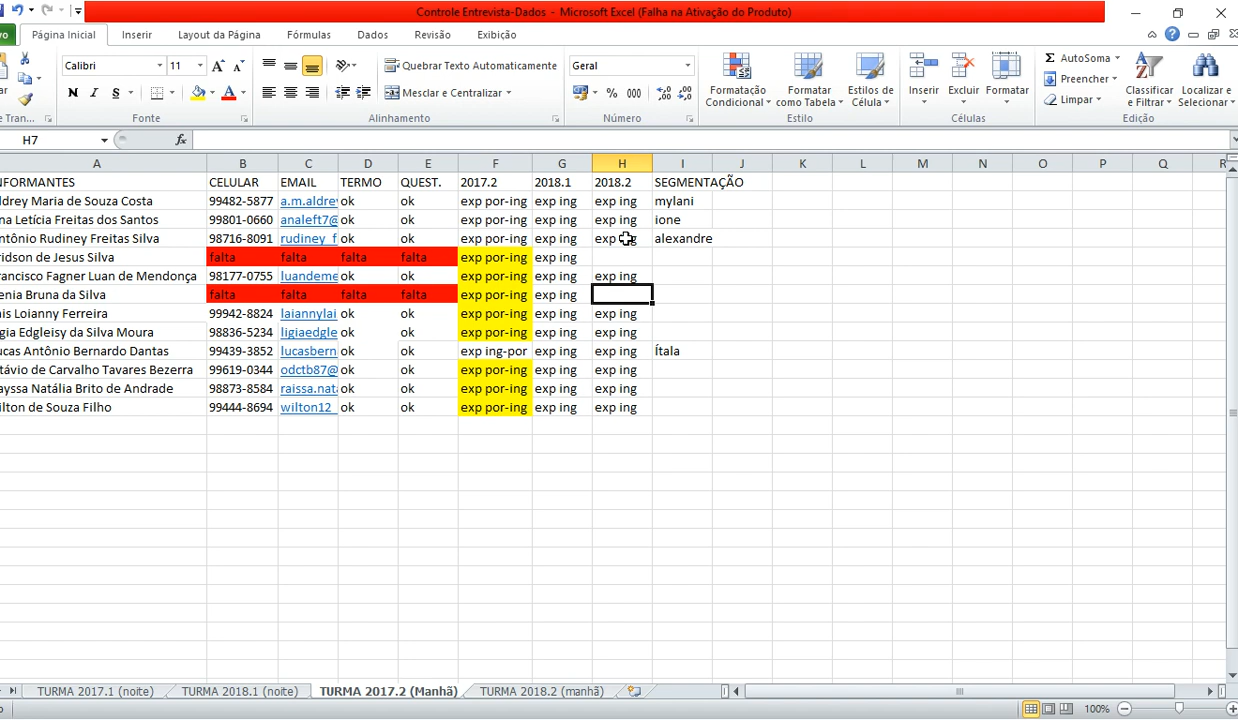 Controle Entrevista-Dados - Microsoft Excel (Falha na Ativação do Produto)
Página Inicial Inserir Layout da Página Fórmulas Dados Revisão Exibição
Calibri 11 Quebrar Texto Automaticamente Geral AutoSoma
N I S Mesclar e Centralizar % 000 Preencher
Formatação Condicional Formatar como Tabela Estilos de Célula Inserir Excluir Formatar Limpar Classificar e Filtrar Localizar e Selecionar
de Tran... Fonte Alinhamento Número Estilo Células Edição
H7 fx
A B C D E F G H I J K L M N O P Q R
NFORMANTES CELULAR EMAIL TERMO QUEST. 2017.2 2018.1 2018.2 SEGMENTAÇÃO
ldrey Maria de Souza Costa 99482-5877 a.m.aldrey ok ok exp por-ing exp ing exp ing mylani
na Letícia Freitas dos Santos 99801-0660 analeft7@ ok ok exp por-ing exp ing exp ing ione
ntônio Rudiney Freitas Silva 98716-8091 rudiney_f ok ok exp por-ing exp ing exp ing alexandre
ridson de Jesus Silva falta falta falta falta exp por-ing exp ing
rancisco Fagner Luan de Mendonça 98177-0755 luandeme ok ok exp por-ing exp ing exp ing
enia Bruna da Silva falta falta falta falta exp por-ing exp ing
ais Loianny Ferreira 99942-8824 laiannylai ok ok exp por-ing exp ing exp ing
gia Edgleisy da Silva Moura 98836-5234 ligiaedgle ok ok exp por-ing exp ing exp ing
ucas Antônio Bernardo Dantas 99439-3852 lucasbern ok ok exp ing-por exp ing exp ing Ítala
távio de Carvalho Tavares Bezerra 99619-0344 odctb87@ ok ok exp por-ing exp ing exp ing
ayssa Natália Brito de Andrade 98873-8584 raissa.nat ok ok exp por-ing exp ing exp ing
ilton de Souza Filho 99444-8694 wilton12_ ok ok exp por-ing exp ing exp ing
TURMA 2017.1 (noite) TURMA 2018.1 (noite) TURMA 2017.2 (Manhã) TURMA 2018.2 (manhã)
100%